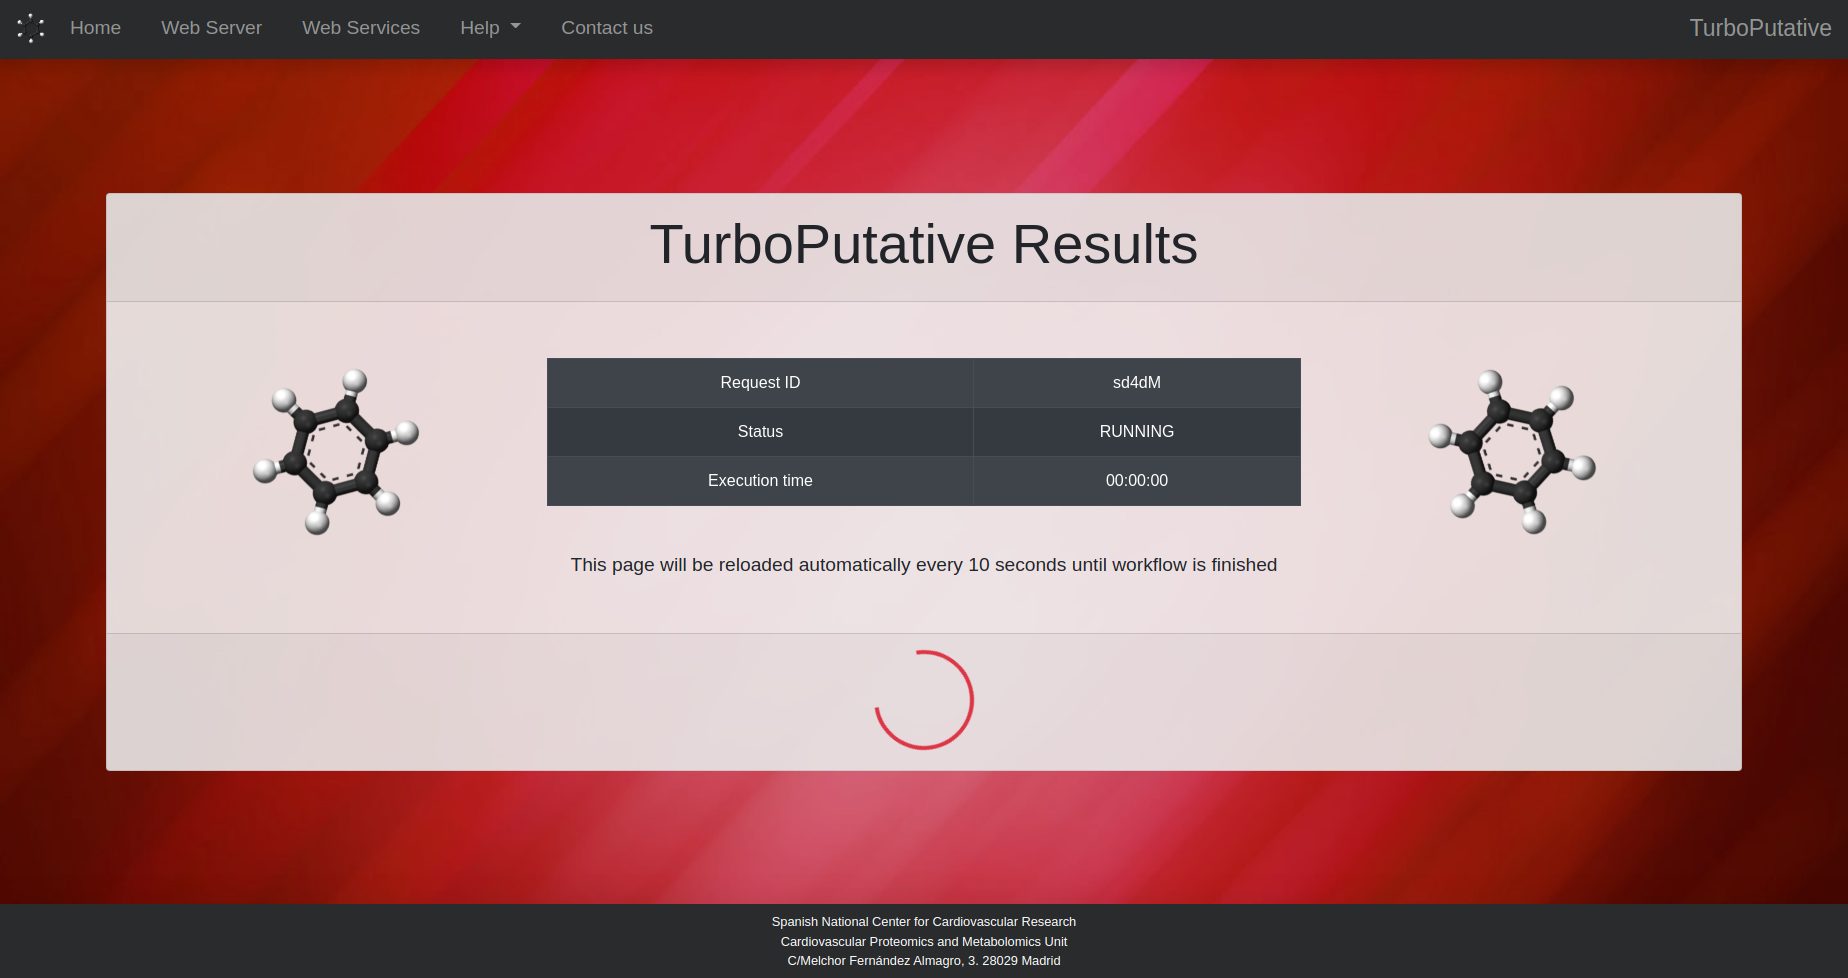 Home Web Server Web Services Help Contact us TurboPutative
TurboPutative Results
Request ID sd4dM
Status RUNNING
Execution time 00:00:00
This page will be reloaded automatically every 10 seconds until workflow is finished
Spanish National Center for Cardiovascular Research
Cardiovascular Proteomics and Metabolomics Unit
C/Melchor Fernández Almagro, 3. 28029 Madrid